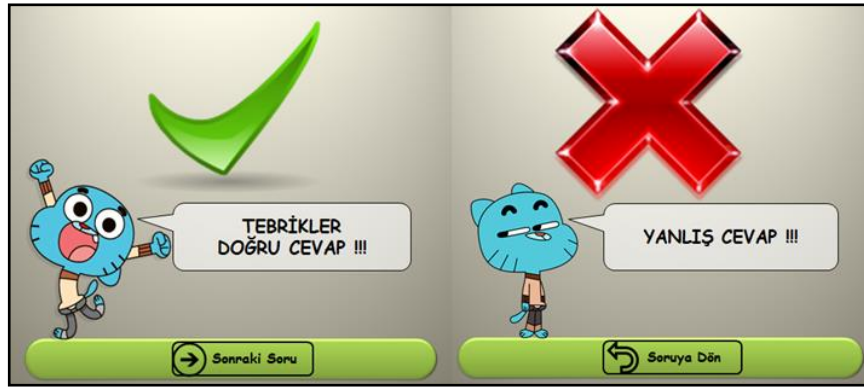 TEBRİKLER
DOĞRU CEVAP !!!
Sonraki Soru
YANLIŞ CEVAP !!!
Soruya Dön